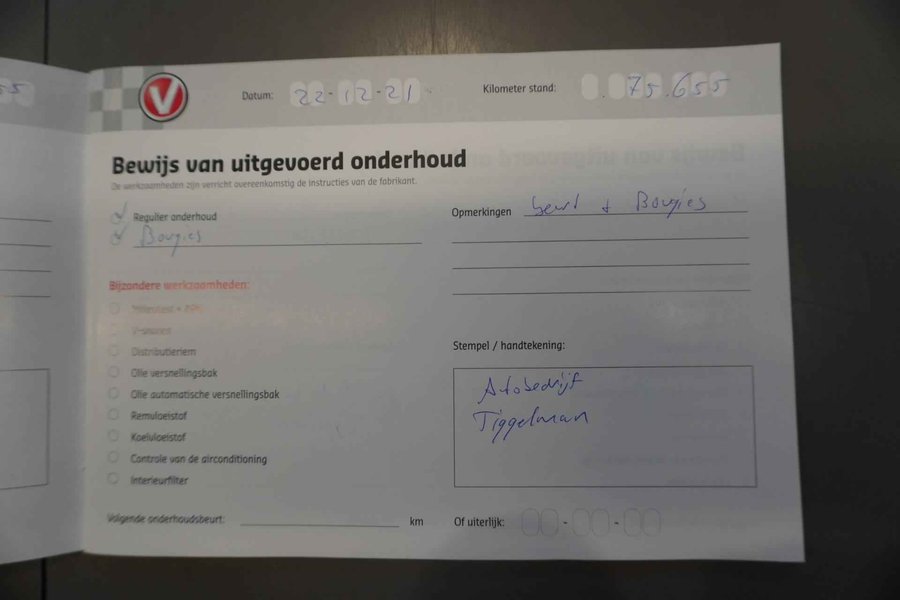 55
V
Datum: 22-12-21
Kilometer stand: 75.655
Bewijs van uitgevoerd onderhoud
De werkzaamheden zijn verricht overeenkomstig de instructies van de fabrikant.
Regulier onderhoud
Bougies
Opmerkingen beurt + Bougies
Bijzondere werkzaamheden:
Distributieriem
Olie versnellingsbak
Olie automatische versnellingsbak
Remvloeistof
Koelvloeistof
Controle van de airconditioning
Interieurfilter
Volgende onderhoudsbeurt: km
Stempel / handtekening:
Autobedrijf
Tiggelman
Of uiterlijk: - -